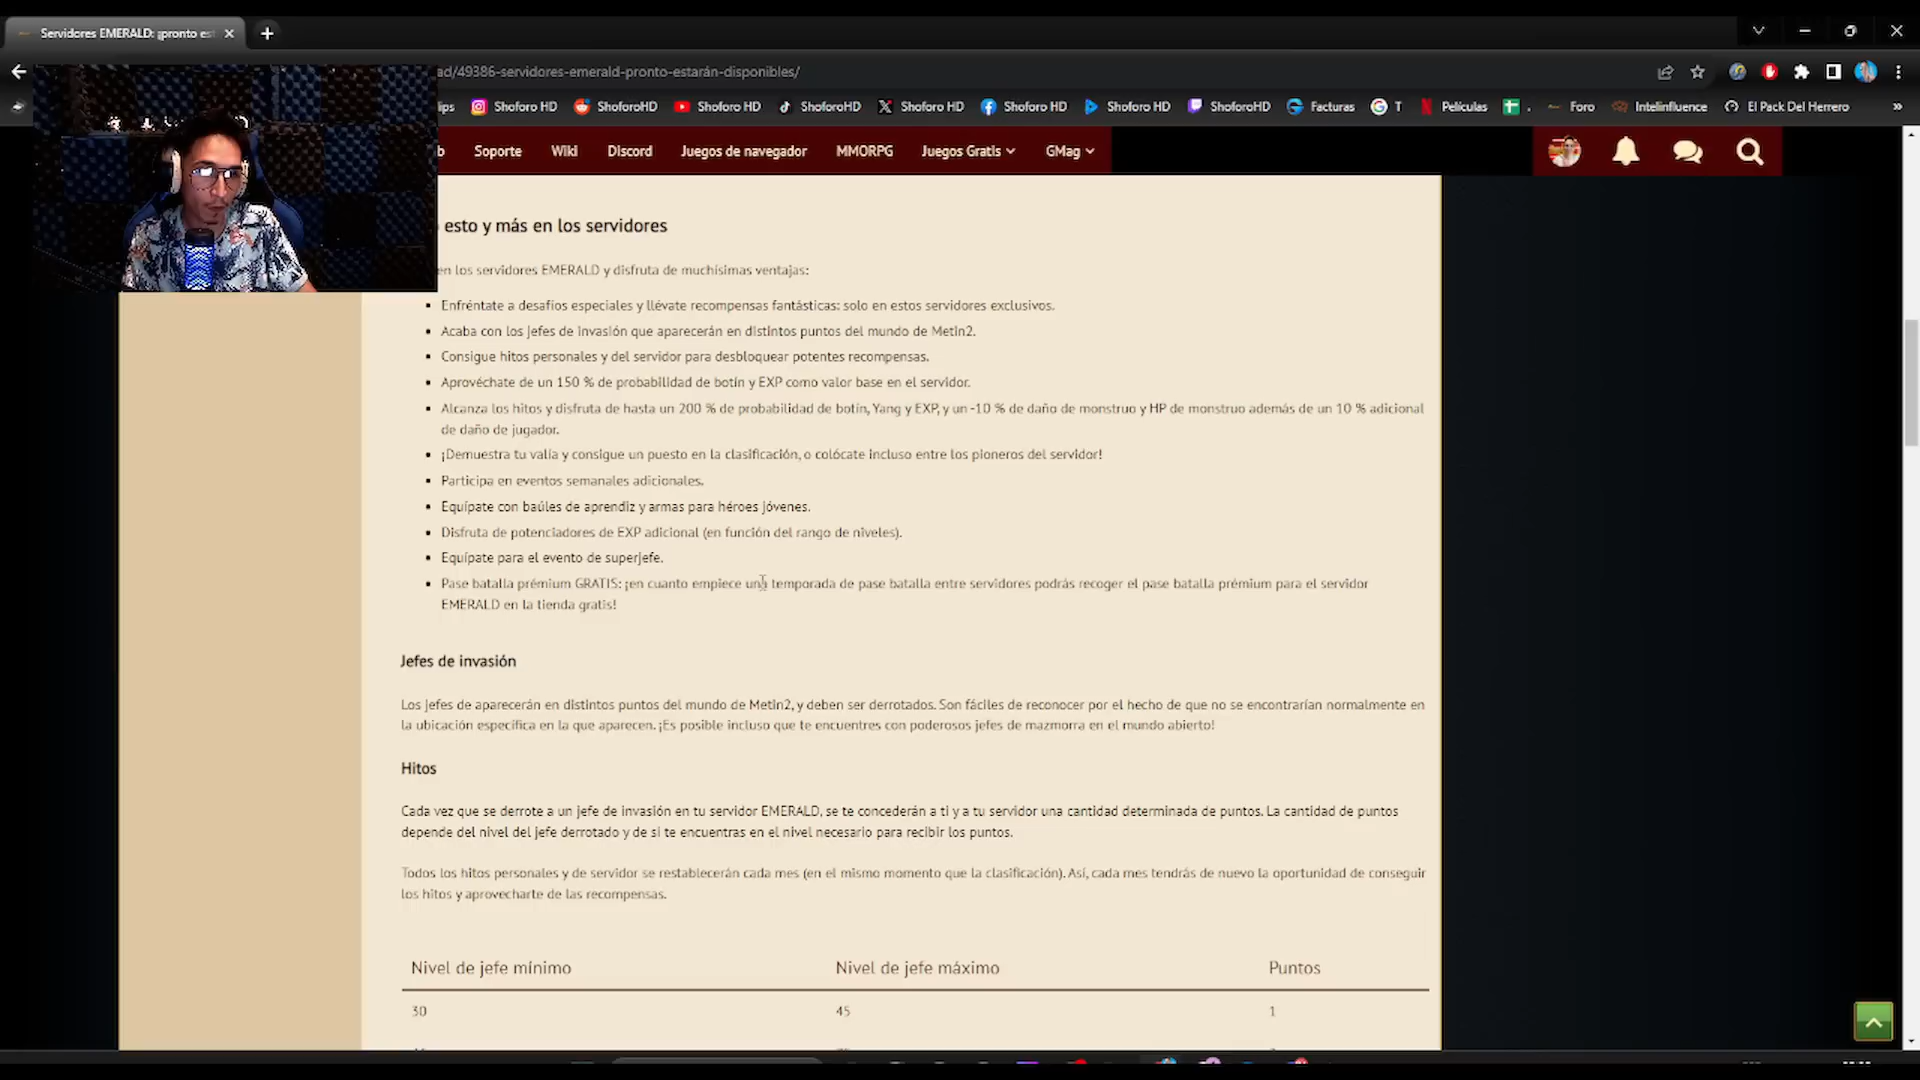 Servidores EMERALD: ¡pronto est
ad/49386-servidores-emerald-pronto-estarán-disponibles/
ips Shoforo HD ShoforoHD Shoforo HD ShoforoHD Shoforo HD Shoforo HD Shoforo HD ShoforoHD Facturas T Películas . Foro Intelinfluence El Pack Del Herrero »
b Soporte Wiki Discord Juegos de navegador MMORPG Juegos Gratis GMag
esto y más en los servidores
en los servidores EMERALD y disfruta de muchísimas ventajas:
Enfréntate a desafíos especiales y llévate recompensas fantásticas: solo en estos servidores exclusivos.
Acaba con los jefes de invasión que aparecerán en distintos puntos del mundo de Metin2.
Consigue hitos personales y del servidor para desbloquear potentes recompensas.
Aprovéchate de un 150 % de probabilidad de botín y EXP como valor base en el servidor.
Alcanza los hitos y disfruta de hasta un 200 % de probabilidad de botín, Yang y EXP, y un -10 % de daño de monstruo y HP de monstruo además de un 10 % adicional
de daño de jugador.
¡Demuestra tu valía y consigue un puesto en la clasificación, o colócate incluso entre los pioneros del servidor!
Participa en eventos semanales adicionales.
Equípate con baúles de aprendiz y armas para héroes jóvenes.
Disfruta de potenciadores de EXP adicional (en función del rango de niveles).
Equípate para el evento de superjefe.
Pase batalla prémium GRATIS: ¡en cuanto empiece una temporada de pase batalla entre servidores podrás recoger el pase batalla prémium para el servidor
EMERALD en la tienda gratis!
Jefes de invasión
Los jefes de aparecerán en distintos puntos del mundo de Metin2, y deben ser derrotados. Son fáciles de reconocer por el hecho de que no se encontrarían normalmente en
la ubicación específica en la que aparecen. ¡Es posible incluso que te encuentres con poderosos jefes de mazmorra en el mundo abierto!
Hitos
Cada vez que se derrote a un jefe de invasión en tu servidor EMERALD, se te concederán a ti y a tu servidor una cantidad determinada de puntos. La cantidad de puntos
depende del nivel del jefe derrotado y de si te encuentras en el nivel necesario para recibir los puntos.
Todos los hitos personales y de servidor se restablecerán cada mes (en el mismo momento que la clasificación). Así, cada mes tendrás de nuevo la oportunidad de conseguir
los hitos y aprovecharte de las recompensas.
Nivel de jefe mínimo Nivel de jefe máximo Puntos
30 45 1